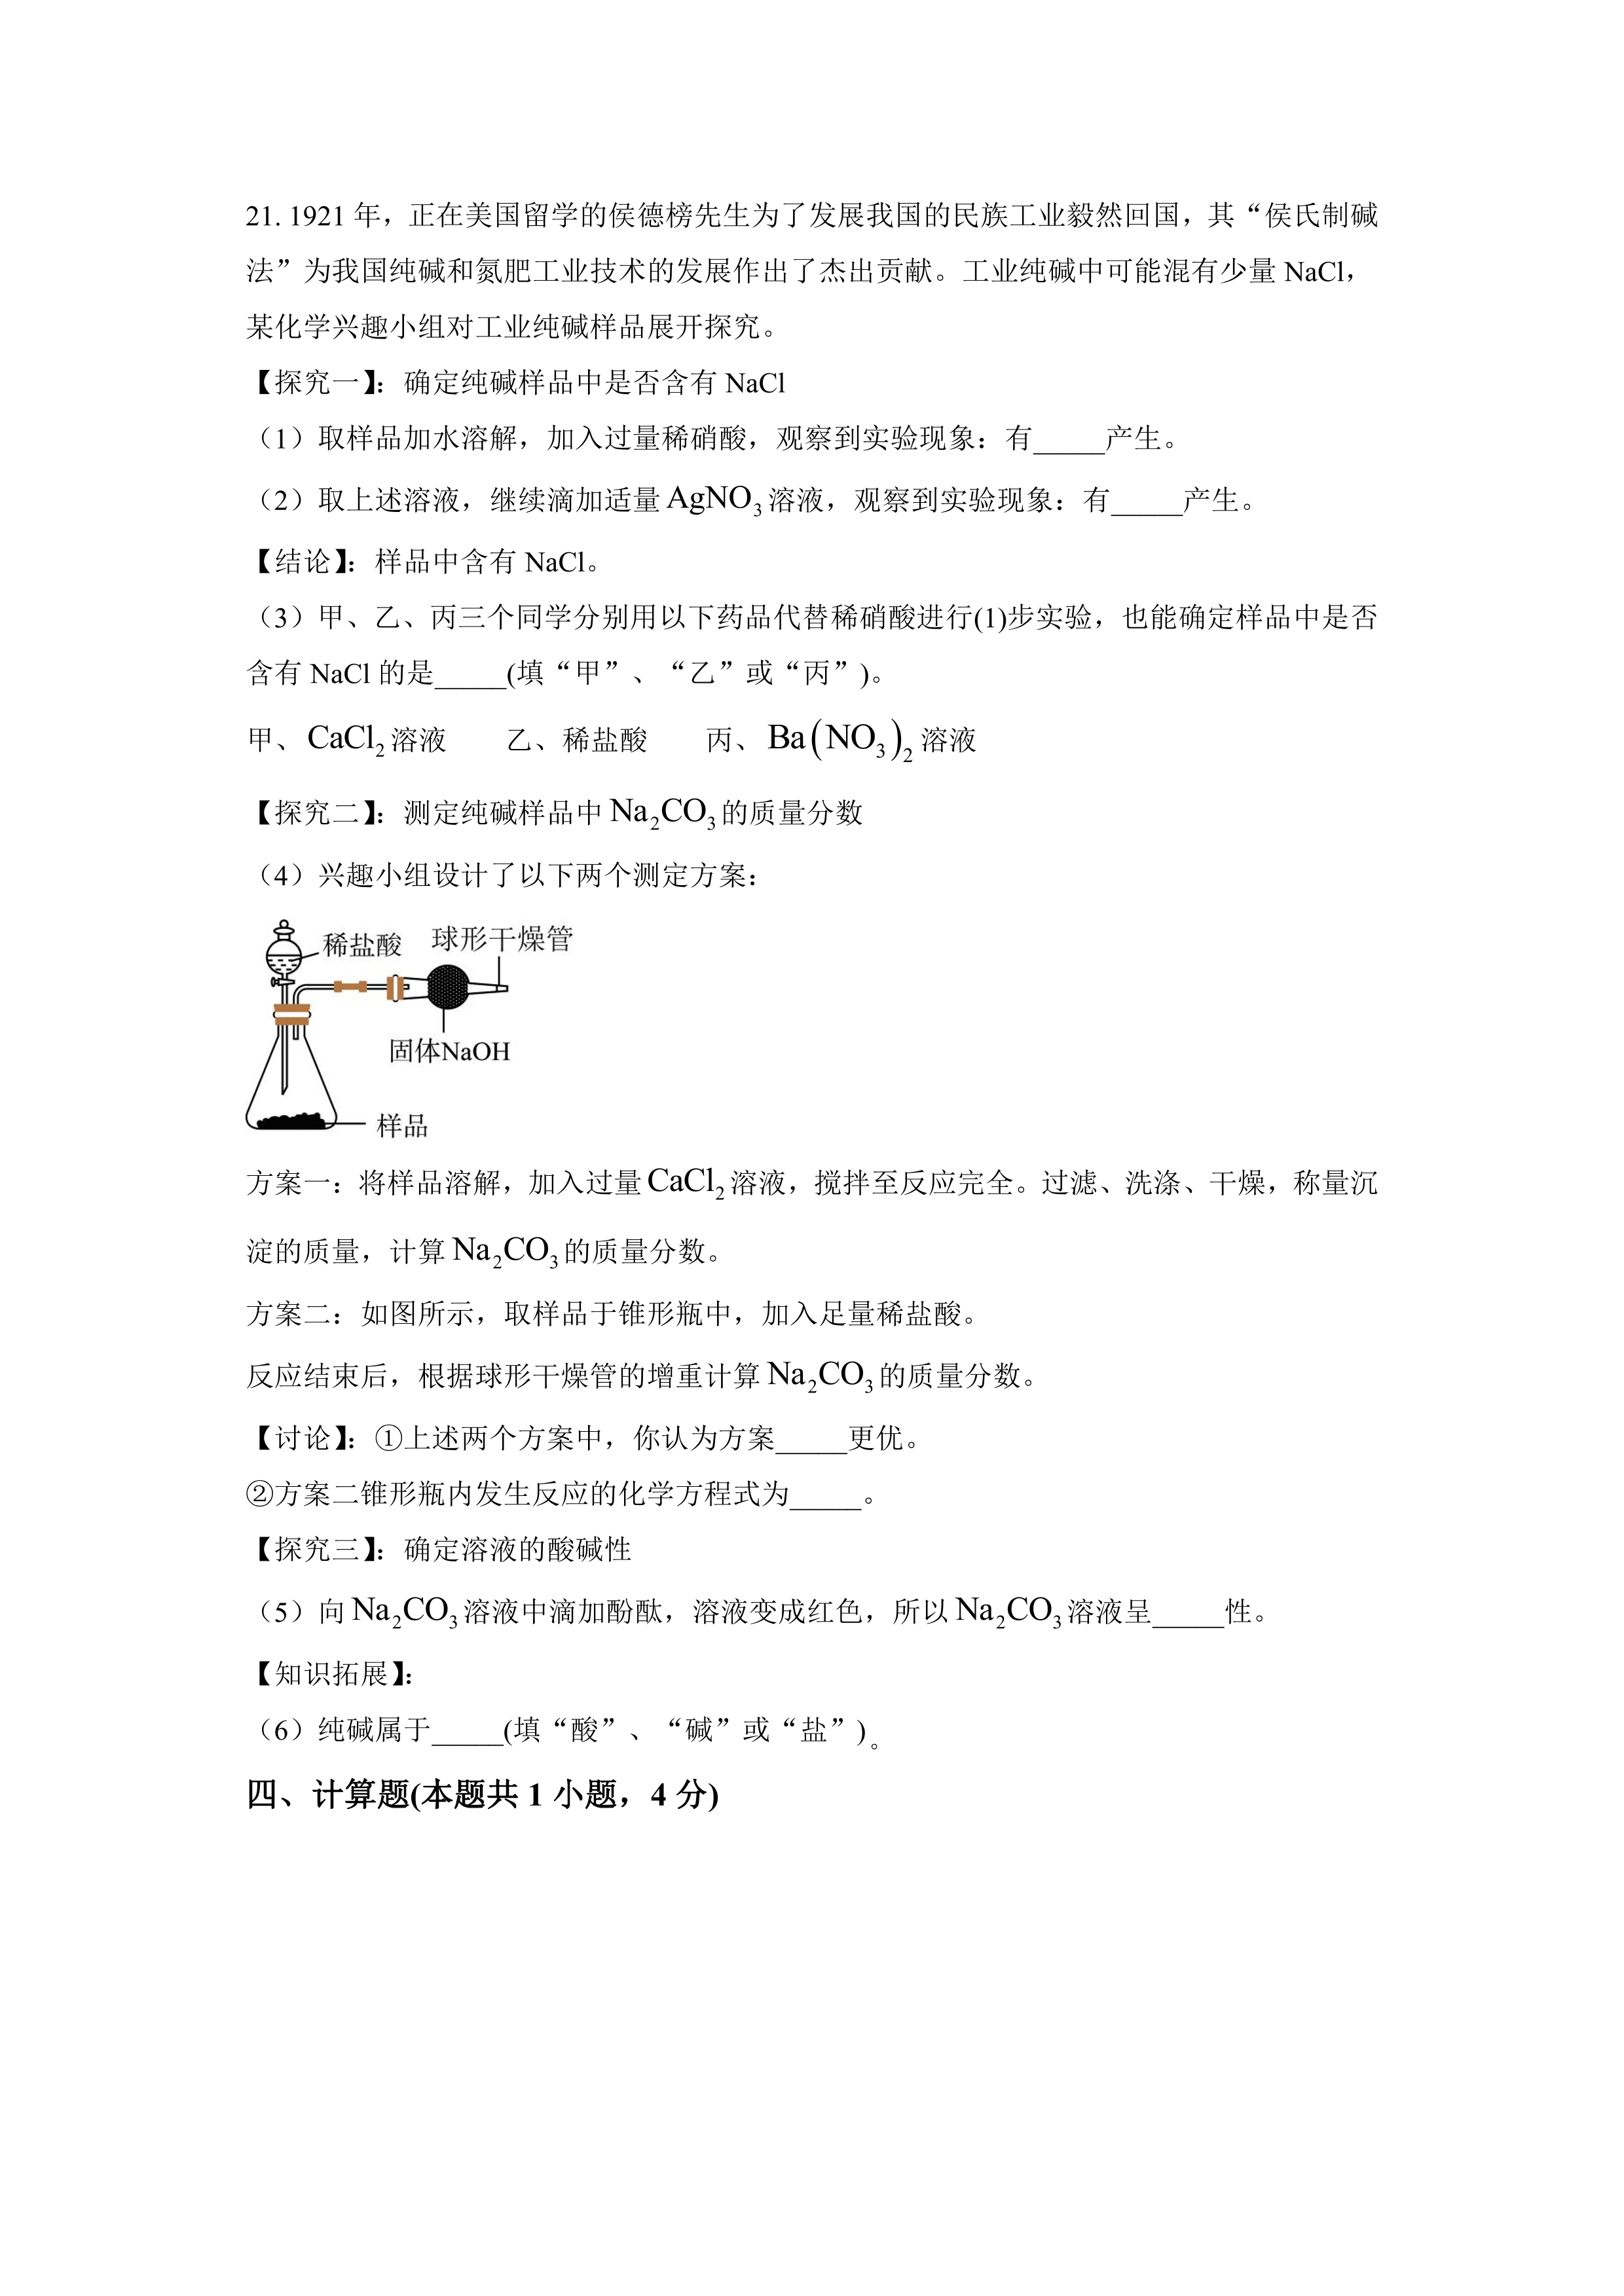 21. 1921 年，正在美国留学的侯德榜先生为了发展我国的民族工业毅然回国，其“侯氏制碱
法”为我国纯碱和氮肥工业技术的发展作出了杰出贡献。工业纯碱中可能混有少量 NaCl，
某化学兴趣小组对工业纯碱样品展开探究。
【探究一】：确定纯碱样品中是否含有 NaCl
（1）取样品加水溶解，加入过量稀硝酸，观察到实验现象：有_____产生。
（2）取上述溶液，继续滴加适量 AgNO₃ 溶液，观察到实验现象：有_____产生。
【结论】：样品中含有 NaCl。
（3）甲、乙、丙三个同学分别用以下药品代替稀硝酸进行(1)步实验，也能确定样品中是否
含有 NaCl 的是_____(填“甲”、“乙”或“丙”)。
甲、CaCl₂ 溶液 乙、稀盐酸 丙、Ba(NO₃)₂ 溶液
【探究二】：测定纯碱样品中 Na₂CO₃ 的质量分数
（4）兴趣小组设计了以下两个测定方案：
稀盐酸 球形干燥管
固体NaOH
样品
方案一：将样品溶解，加入过量 CaCl₂ 溶液，搅拌至反应完全。过滤、洗涤、干燥，称量沉
淀的质量，计算 Na₂CO₃ 的质量分数。
方案二：如图所示，取样品于锥形瓶中，加入足量稀盐酸。
反应结束后，根据球形干燥管的增重计算 Na₂CO₃ 的质量分数。
【讨论】：①上述两个方案中，你认为方案_____更优。
②方案二锥形瓶内发生反应的化学方程式为_____。
【探究三】：确定溶液的酸碱性
（5）向 Na₂CO₃ 溶液中滴加酚酞，溶液变成红色，所以 Na₂CO₃ 溶液呈_____性。
【知识拓展】：
（6）纯碱属于_____(填“酸”、“碱”或“盐”)。
四、计算题(本题共 1 小题，4 分)